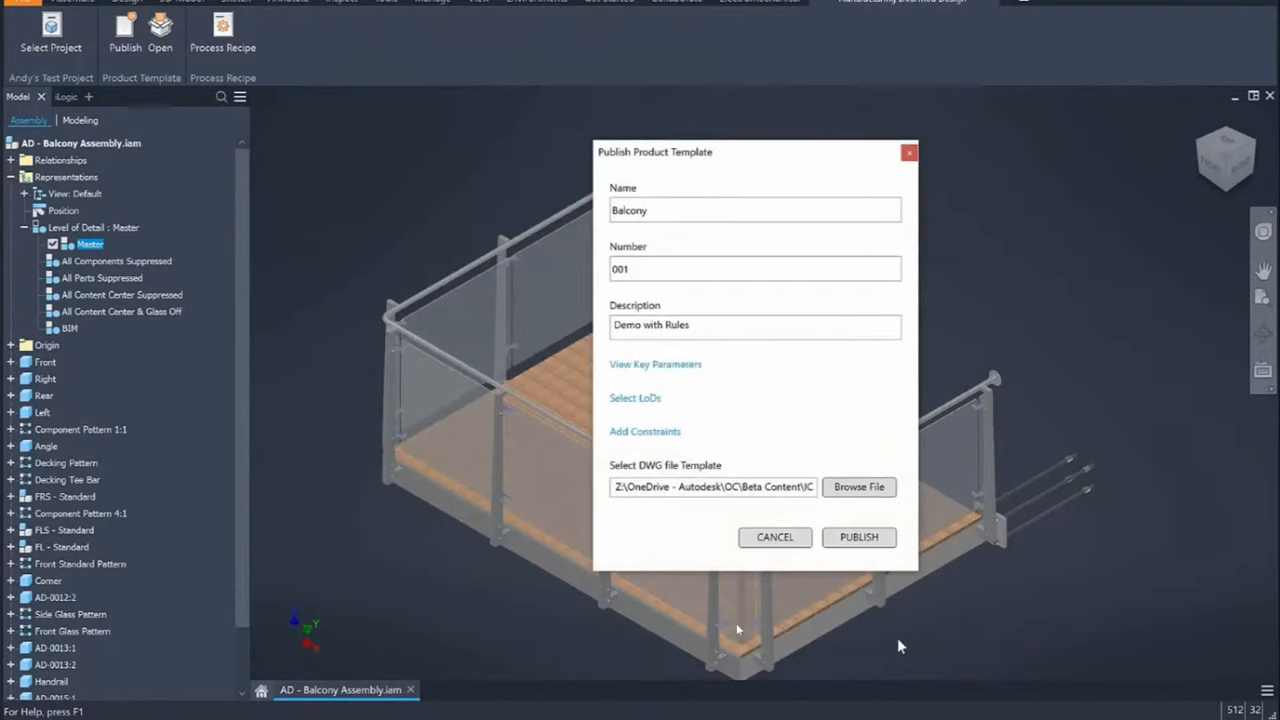 Select Project
Publish
Open
Process Recipe
Andy's Test Project
Product Template
Process Recipe
Model
iLogic
Assembly
Modeling
AD - Balcony Assembly.iam
Relationships
Representations
View: Default
Position
Level of Detail : Master
Master
All Components Suppressed
All Parts Suppressed
All Content Center Suppressed
All Content Center & Glass Off
BIM
Origin
Front
Right
Rear
Left
Component Pattern 1:1
Angle
Decking Pattern
Decking Tee Bar
FRS - Standard
Component Pattern 4:1
FLS - Standard
FL - Standard
Front Standard Pattern
Corner
AD-0012:2
Side Glass Pattern
Front Glass Pattern
AD-0013:1
AD-0013:2
Handrail
AD-0015:1
Publish Product Template
Name
Balcony
Number
001
Description
Demo with Rules
View Key Parameters
Select LoDs
Add Constraints
Select DWG file Template
Z:\OneDrive - Autodesk\OC\Beta Content\IC
Browse File
CANCEL
PUBLISH
Y
AD - Balcony Assembly.iam
For Help, press F1
512 32